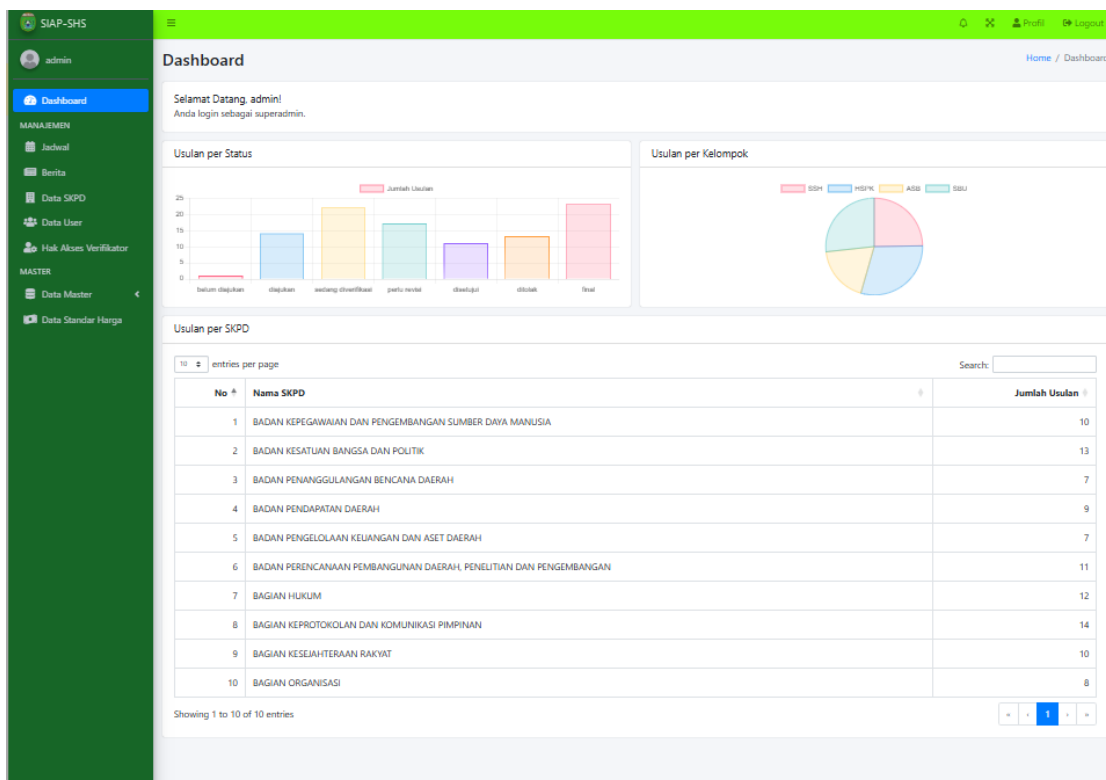 SIAP-SHS
Profil
Logout
admin
Dashboard
Home / Dashboard
Dashboard
Selamat Datang, admin!
Anda login sebagai superadmin.
MANAJEMEN
Jadwal
Berita
Data SKPD
Data User
Hak Akses Verifikator
MASTER
Data Master
Data Standar Harga
Usulan per Status
Jumlah Usulan
25
20
15
10
5
0
belum diajukan
diajukan
sedang diverifikasi
perlu revisi
disetujui
ditolak
final
Usulan per Kelompok
SSH
HSPK
ASB
SBU
Usulan per SKPD
10 entries per page
Search:
No Nama SKPD Jumlah Usulan
1 BADAN KEPEGAWAIAN DAN PENGEMBANGAN SUMBER DAYA MANUSIA 10
2 BADAN KESATUAN BANGSA DAN POLITIK 13
3 BADAN PENANGGULANGAN BENCANA DAERAH 7
4 BADAN PENDAPATAN DAERAH 9
5 BADAN PENGELOLAAN KEUANGAN DAN ASET DAERAH 7
6 BADAN PERENCANAAN PEMBANGUNAN DAERAH, PENELITIAN DAN PENGEMBANGAN 11
7 BAGIAN HUKUM 12
8 BAGIAN KEPROTOKOLAN DAN KOMUNIKASI PIMPINAN 14
9 BAGIAN KESEJAHTERAAN RAKYAT 10
10 BAGIAN ORGANISASI 8
Showing 1 to 10 of 10 entries
« ‹ 1 › »